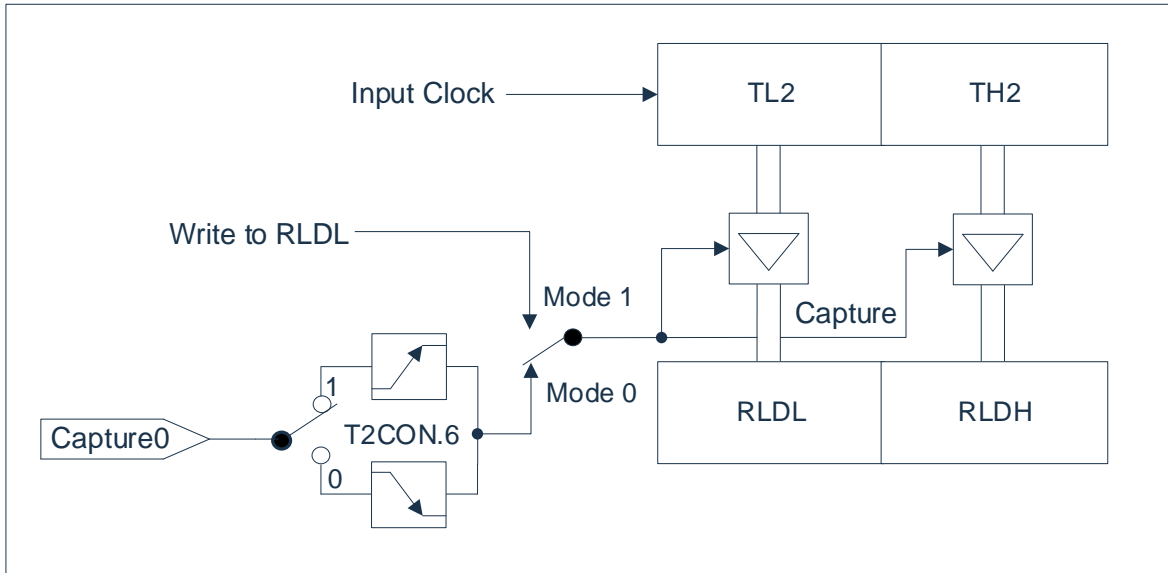 TL2
TH2
Input Clock
Write to RLDL
Mode 1
Capture
Mode 0
1
T2CON.6
Capture0
0
RLDL
RLDH